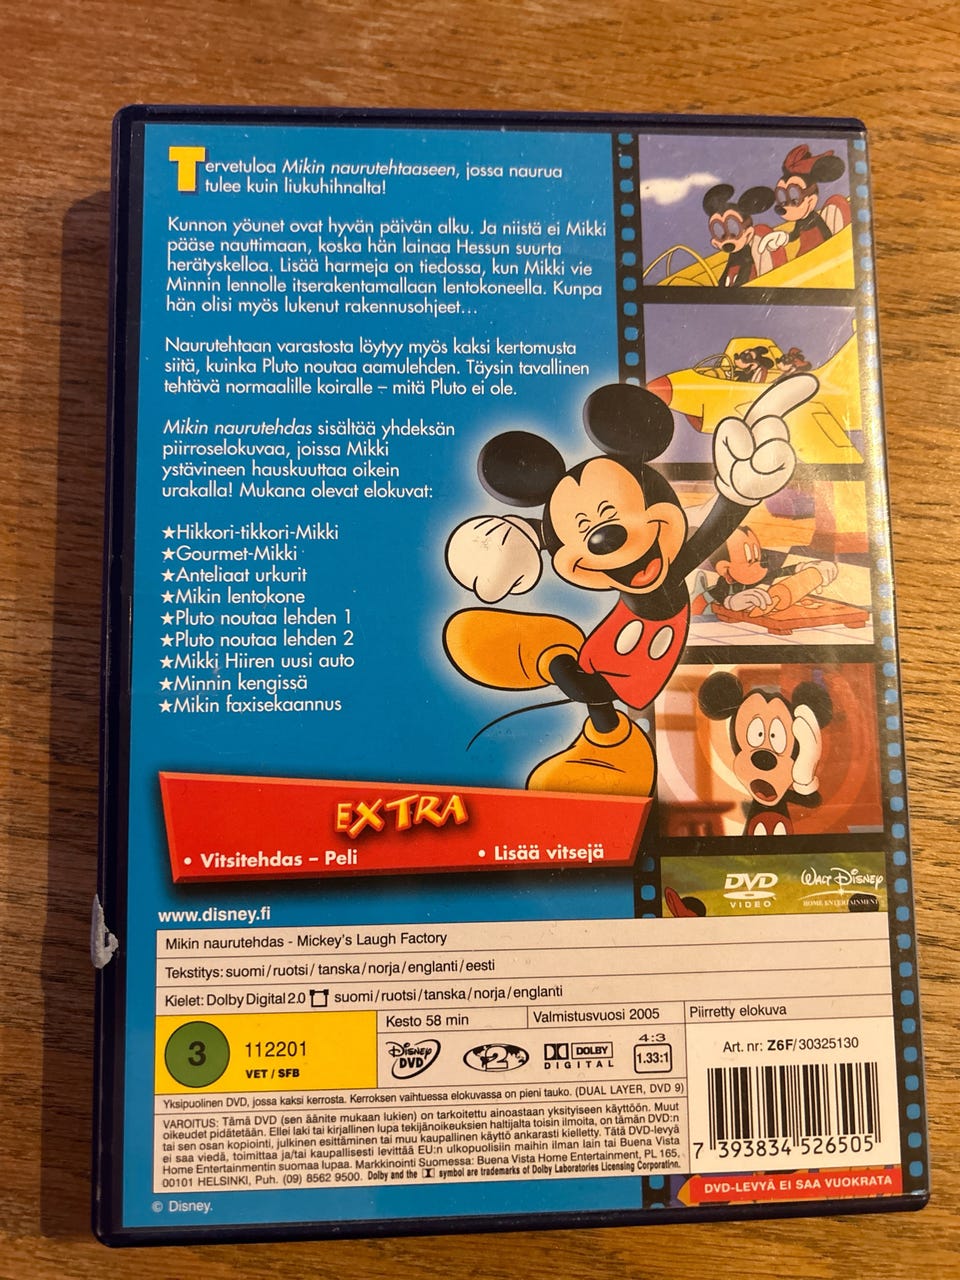 Tervetuloa Mikin naurutehtaaseen, jossa naurua
tulee kuin liukuhihnalta!
Kunnon yöunet ovat hyvän päivän alku. Ja niistä ei Mikki
pääse nauttimaan, koska hän lainaa Hessun suurta
herätyskelloa. Lisää harmeja on tiedossa, kun Mikki vie
Minnin lennolle itserakentamallaan lentokoneella. Kunpa
hän olisi myös lukenut rakennusohjeet...
Naurutehtaan varastosta löytyy myös kaksi kertomusta
siitä, kuinka Pluto noutaa aamulehden. Täysin tavallinen
tehtävä normaalille koiralle – mitä Pluto ei ole.
Mikin naurutehdas sisältää yhdeksän
piirroselokuvaa, joissa Mikki
ystävineen hauskuuttaa oikein
urakalla! Mukana olevat elokuvat:
★Hikkori-tikkori-Mikki
★Gourmet-Mikki
★Anteliaat urkurit
★Mikin lentokone
★Pluto noutaa lehden 1
★Pluto noutaa lehden 2
★Mikki Hiiren uusi auto
★Minnin kengissä
★Mikin faxisekaannus
EXTRA
• Vitsitehdas – Peli
• Lisää vitsejä
DVD
VIDEO
WALT DISNEY
HOME ENTERTAINMENT
www.disney.fi
Mikin naurutehdas - Mickey's Laugh Factory
Tekstitys: suomi/ruotsi/tanska/norja/englanti/eesti
Kielet: Dolby Digital 2.0 suomi/ruotsi/tanska/norja/englanti
3
112201
VET / SFB
Kesto 58 min
Valmistusvuosi 2005
Piirretty elokuva
Disney DVD
2
DOLBY
DIGITAL
4:3
1.33:1
Art. nr: Z6F/30325130
Yksipuolinen DVD, jossa kaksi kerrosta. Kerroksen vaihtuessa elokuvassa on pieni tauko. (DUAL LAYER, DVD 9)
VAROITUS: Tämä DVD (sen äänite mukaan lukien) on tarkoitettu ainoastaan yksityiseen käyttöön. Muut
oikeudet pidätetään. Ellei laki tai kirjallinen lupa tekijänoikeuksien haltijalta toisin ilmoita, on tämän DVD:n
tai sen osan kopiointi, julkinen esittäminen tai muu kaupallinen käyttö ankarasti kielletty. Tätä DVD-levyä
ei saa viedä, toimittaa ja/tai kaupallisesti levittää EU:n ulkopuolisiin maihin ilman lain tai Buena Vista
Home Entertainmentin suomaa lupaa. Markkinointi Suomessa: Buena Vista Home Entertainment, PL 165,
00101 HELSINKI, Puh. (09) 8562 9500. Dolby and the symbol are trademarks of Dolby Laboratories Licensing Corporation.
7 393834 526505
DVD-LEVYÄ EI SAA VUOKRATA
© Disney.